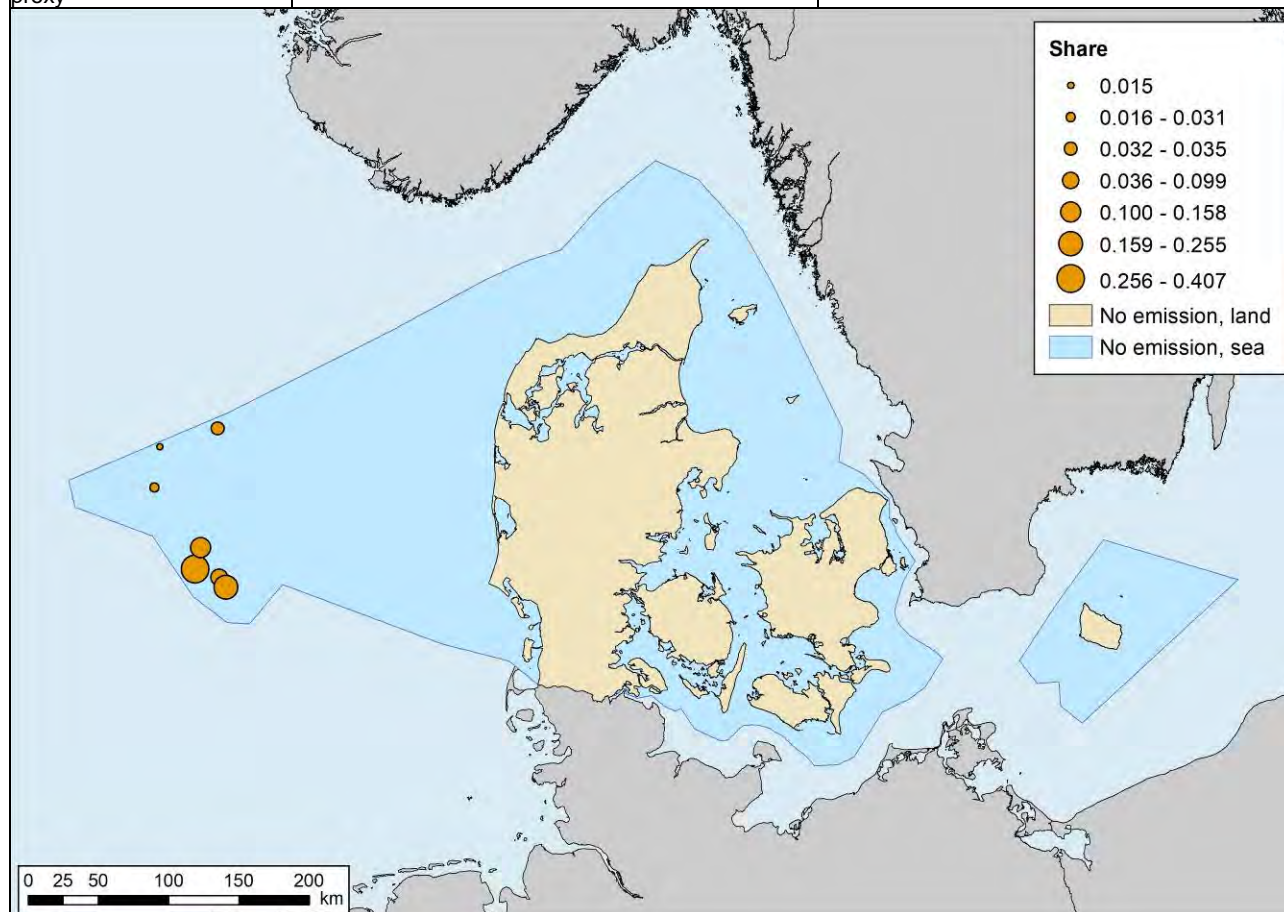 proxy
Share
0.015
0.016 - 0.031
0.032 - 0.035
0.036 - 0.099
0.100 - 0.158
0.159 - 0.255
0.256 - 0.407
No emission, land
No emission, sea
0 25 50 100 150 200
km